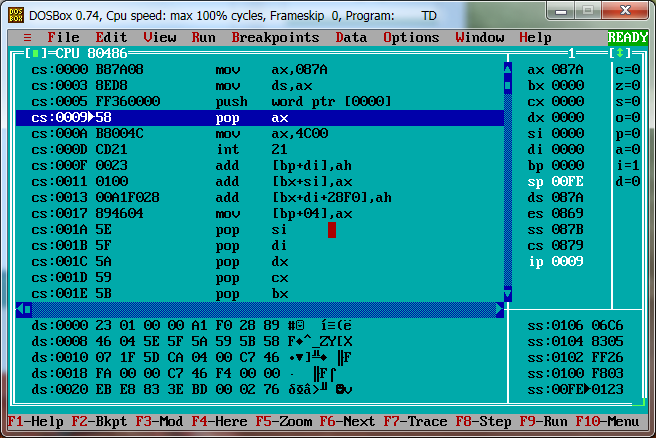 DOS BOX DOSBox 0.74, Cpu speed: max 100% cycles, Frameskip 0, Program: TD
≡ File Edit View Run Breakpoints Data Options Window Help READY
[■]=CPU 80486 1=[↕]
cs:0000 B87A08 mov ax,087A
cs:0003 8ED8 mov ds,ax
cs:0005 FF360000 push word ptr [0000]
cs:0009►58 pop ax
cs:000A B8004C mov ax,4C00
cs:000D CD21 int 21
cs:000F 0023 add [bp+di],ah
cs:0011 0100 add [bx+si],ax
cs:0013 00A1F028 add [bx+di+28F0],ah
cs:0017 894604 mov [bp+04],ax
cs:001A 5E pop si
cs:001B 5F pop di
cs:001C 5A pop dx
cs:001D 59 pop cx
cs:001E 5B pop bx
ax 087A c=0
bx 0000 z=0
cx 0000 s=0
dx 0000 o=0
si 0000 p=0
di 0000 a=0
bp 0000 i=1
sp 00FE d=0
ds 087A
es 0869
ss 087B
cs 0879
ip 0009
ds:0000 23 01 00 00 A1 F0 28 89 #☺ í≡(ë
ds:0008 46 04 5E 5F 5A 59 5B 58 F♦^_ZY[X
ds:0010 07 1F 5D CA 04 00 C7 46 •▼]╩♦ ╟F
ds:0018 FA 00 00 C7 46 F4 00 00 · ╟F⌠
ds:0020 EB E8 83 3E BD 00 02 76 δΦâ>╜ ☻v
ss:0106 06C6
ss:0104 8305
ss:0102 FF26
ss:0100 F803
ss:00FE►0123
F1-Help F2-Bkpt F3-Mod F4-Here F5-Zoom F6-Next F7-Trace F8-Step F9-Run F10-Menu